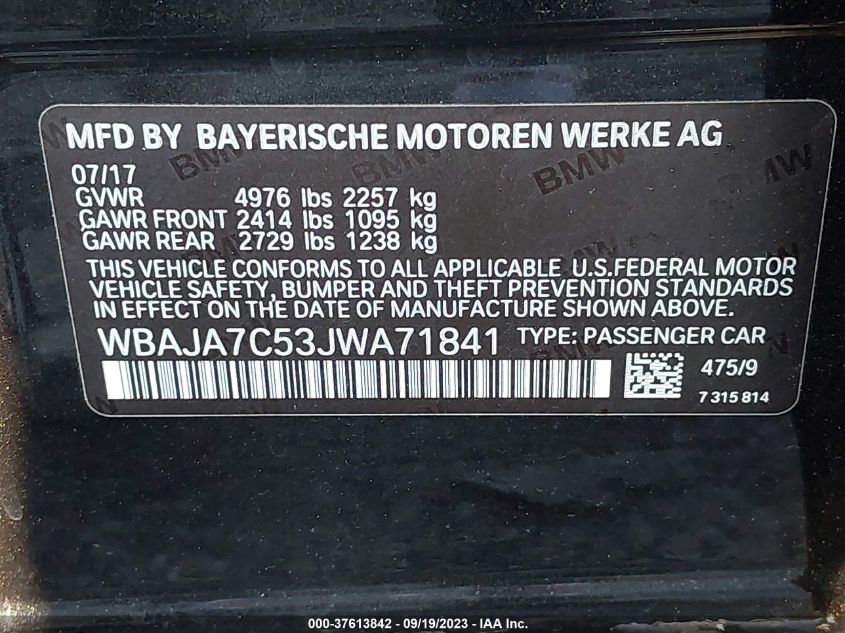 MFD BY BAYERISCHE MOTOREN WERKE AG
07/17
GVWR 4976 lbs 2257 kg
GAWR FRONT 2414 lbs 1095 kg
GAWR REAR 2729 lbs 1238 kg
THIS VEHICLE CONFORMS TO ALL APPLICABLE U.S.FEDERAL MOTOR
VEHICLE SAFETY, BUMPER AND THEFT PREVENTION STANDARDS
IN EFFECT ON THE DATE OF MANUFACTURE SHOWN ABOVE.
WBAJA7C53JWA71841 TYPE: PASSENGER CAR
475/9
7 315 814
000-37613842 - 09/19/2023 - IAA Inc.